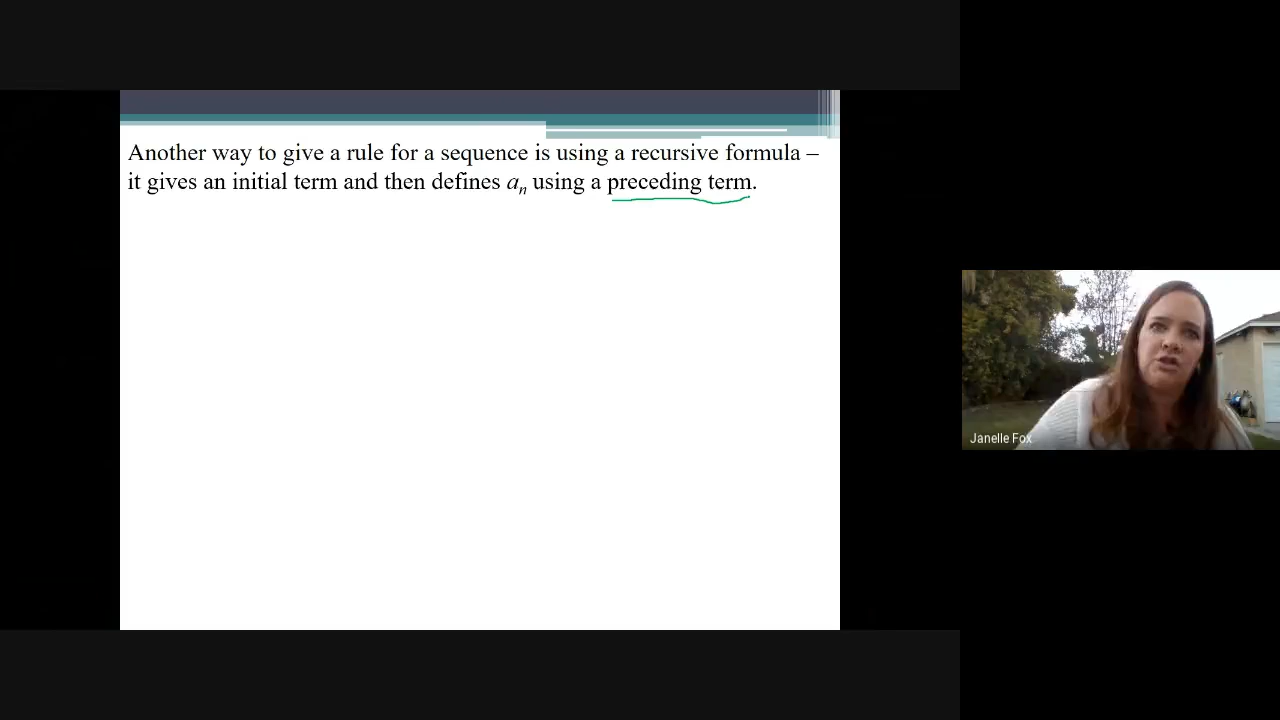 Another way to give a rule for a sequence is using a recursive formula –
it gives an initial term and then defines aₙ using a preceding term.
Janelle Fox